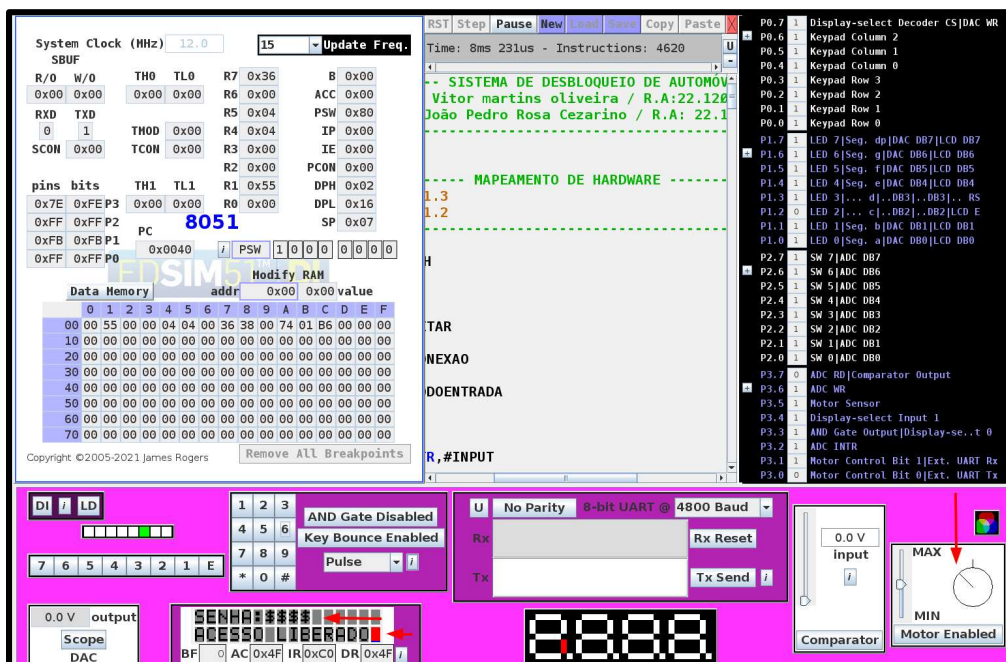 System Clock (MHz) 12.0 15 Update Freq.
SBUF
R/O W/O TH0 TL0 R7 0x36 B 0x00
0x00 0x00 0x00 0x00 R6 0x00 ACC 0x00
RXD TXD R5 0x04 PSW 0x80
0 1 TMOD 0x00 R4 0x04 IP 0x00
SCON 0x00 TCON 0x00 R3 0x00 IE 0x00
R2 0x00 PCON 0x00
pins bits TH1 TL1 R1 0x55 DPH 0x02
0x7E 0xFE P3 0x00 0x00 R0 0x00 DPL 0x16
0xFF 0xFF P2 8051 SP 0x07
0xFB 0xFB P1 PC
0xFF 0xFF P0 0x0040 i PSW 1 0 0 0 0 0 0 0
EDSIM51™ DI
Modify RAM
Data Memory addr 0x00 0x00 value
0 1 2 3 4 5 6 7 8 9 A B C D E F
00 00 55 00 00 04 04 00 36 38 00 74 01 B6 00 00 00
10 00 00 00 00 00 00 00 00 00 00 00 00 00 00 00 00
20 00 00 00 00 00 00 00 00 00 00 00 00 00 00 00 00
30 00 00 00 00 00 00 00 00 00 00 00 00 00 00 00 00
40 00 00 00 00 00 00 00 00 00 00 00 00 00 00 00 00
50 00 00 00 00 00 00 00 00 00 00 00 00 00 00 00 00
60 00 00 00 00 00 00 00 00 00 00 00 00 00 00 00 00
70 00 00 00 00 00 00 00 00 00 00 00 00 00 00 00 00
Copyright ©2005-2021 James Rogers Remove All Breakpoints
RST Step Pause New Load Save Copy Paste X
Time: 8ms 231us - Instructions: 4620 U
-
-- SISTEMA DE DESBLOQUEIO DE AUTOMÓV
Vitor martins oliveira / R.A:22.120
João Pedro Rosa Cezarino / R.A: 22.1
------ MAPEAMENTO DE HARDWARE -------
1.3
1.2
H
TAR
NEXAO
DOENTRADA
R,#INPUT
P0.7 1 Display-select Decoder CS|DAC WR
P0.6 1 Keypad Column 2
P0.5 1 Keypad Column 1
P0.4 1 Keypad Column 0
P0.3 1 Keypad Row 3
P0.2 1 Keypad Row 2
P0.1 1 Keypad Row 1
P0.0 1 Keypad Row 0
P1.7 1 LED 7|Seg. dp|DAC DB7|LCD DB7
P1.6 1 LED 6|Seg. g|DAC DB6|LCD DB6
P1.5 1 LED 5|Seg. f|DAC DB5|LCD DB5
P1.4 1 LED 4|Seg. e|DAC DB4|LCD DB4
P1.3 1 LED 3|... d|..DB3|..DB3|.. RS
P1.2 0 LED 2|... c|..DB2|..DB2|LCD E
P1.1 1 LED 1|Seg. b|DAC DB1|LCD DB1
P1.0 1 LED 0|Seg. a|DAC DB0|LCD DB0
P2.7 1 SW 7|ADC DB7
P2.6 1 SW 6|ADC DB6
P2.5 1 SW 5|ADC DB5
P2.4 1 SW 4|ADC DB4
P2.3 1 SW 3|ADC DB3
P2.2 1 SW 2|ADC DB2
P2.1 1 SW 1|ADC DB1
P2.0 1 SW 0|ADC DB0
P3.7 0 ADC RD|Comparator Output
P3.6 1 ADC WR
P3.5 1 Motor Sensor
P3.4 1 Display-select Input 1
P3.3 1 AND Gate Output|Display-se..t 0
P3.2 1 ADC INTR
P3.1 1 Motor Control Bit 1|Ext. UART Rx
P3.0 0 Motor Control Bit 0|Ext. UART Tx
DI i LD
7 6 5 4 3 2 1 E
1 2 3
4 5 6
7 8 9
* 0 #
AND Gate Disabled
Key Bounce Enabled
Pulse i
U No Parity 8-bit UART @ 4800 Baud
Rx Rx Reset
Tx Tx Send i
0.0 V
input
i
Comparator
MAX
MIN
Motor Enabled
0.0 V output
Scope
DAC
SENHA:$$$$
ACESSO LIBERADO
BF 0 AC 0x4F IR 0xC0 DR 0x4F i